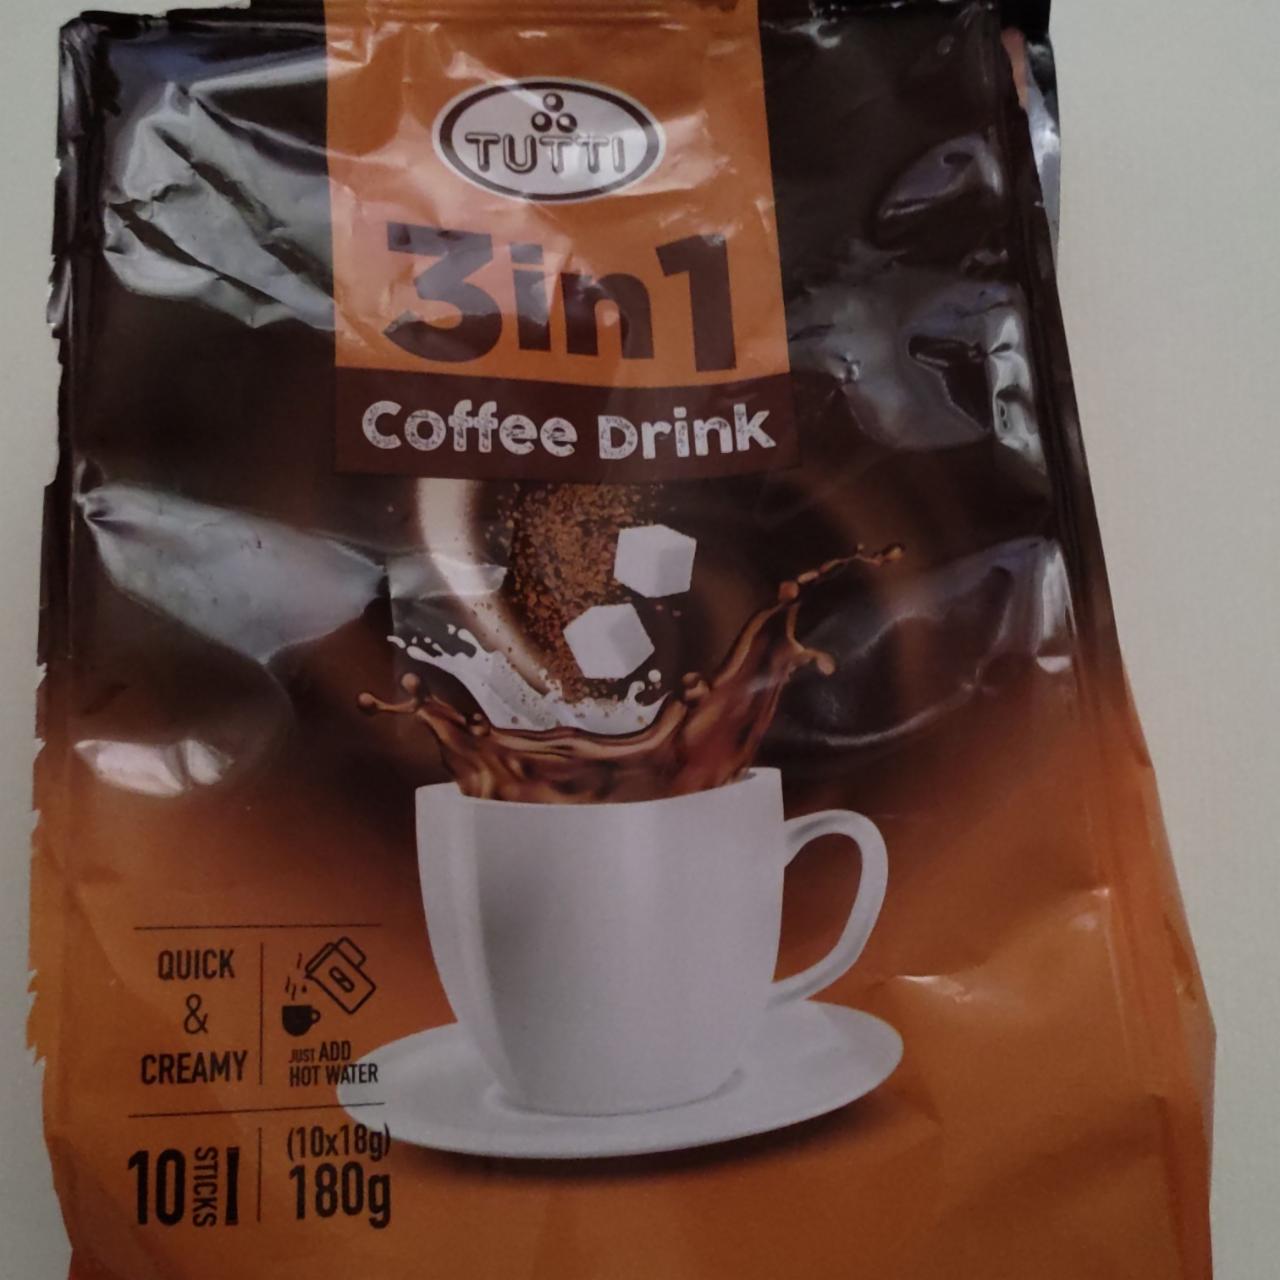 TUTTI
3in1
Coffee Drink
QUICK
&
CREAMY
JUST ADD
HOT WATER
10 STICKS
(10x18g)
180g